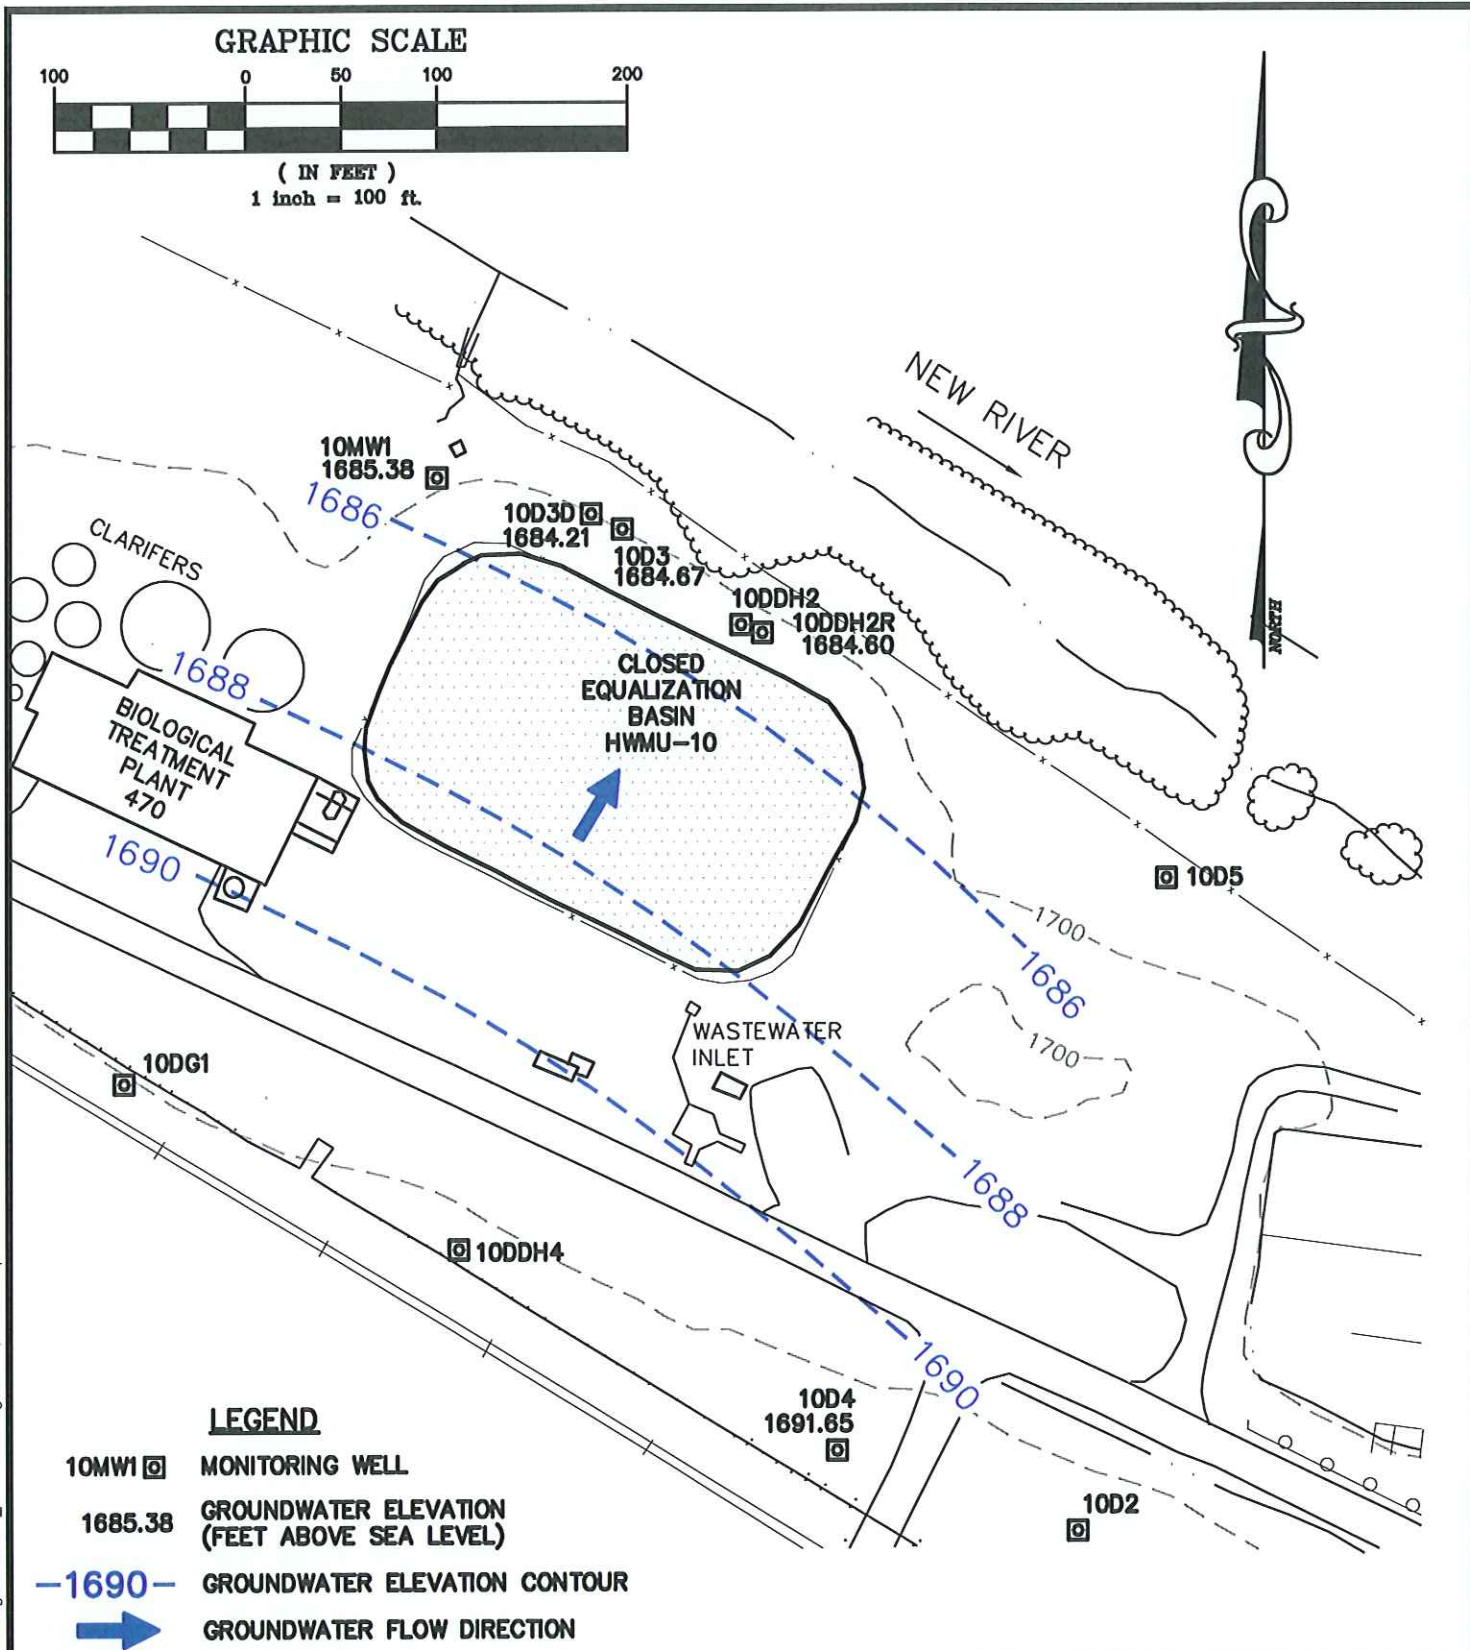 GRAPHIC SCALE
100 0 50 100 200
( IN FEET )
1 inch = 100 ft.
NEW RIVER
NORTH
10MW1
1685.38
1686
10D3D
1684.21
10D3
1684.67
10DDH2
10DDH2R
1684.60
CLARIFERS
1688
CLOSED
EQUALIZATION
BASIN
HWMU-10
BIOLOGICAL
TREATMENT
PLANT
470
1690
10D5
1700
1686
WASTEWATER
INLET
1700
10DG1
1688
10DDH4
1690
10D4
1691.65
10D2
LEGEND
10MW1 MONITORING WELL
1685.38 GROUNDWATER ELEVATION
(FEET ABOVE SEA LEVEL)
-1690- GROUNDWATER ELEVATION CONTOUR
GROUNDWATER FLOW DIRECTION